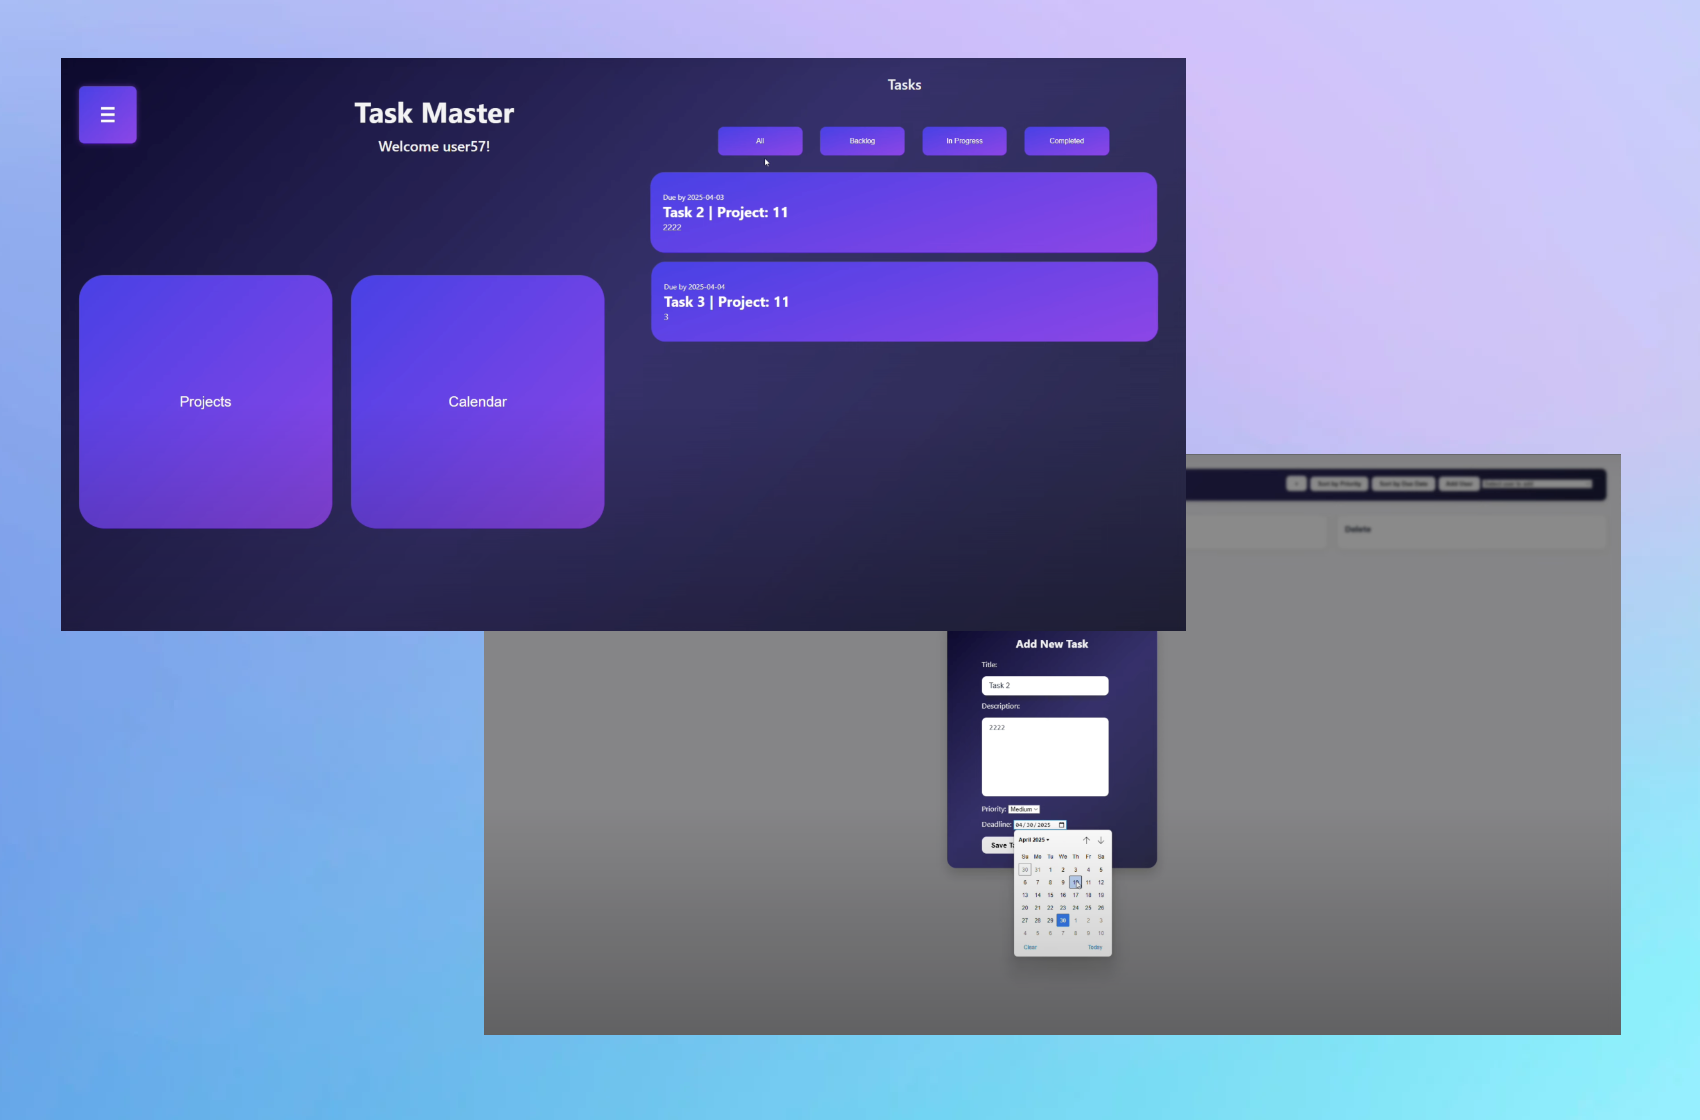 Task Master
Welcome user57!
Projects
Calendar
Tasks
All
Backlog
In Progress
Completed
Due by 2025-04-03
Task 2 | Project: 11
2222
Due by 2025-04-04
Task 3 | Project: 11
3
Sort by Priority
Sort by Due Date
Add User
Select user to add
Delete
Add New Task
Title:
Task 2
Description:
2222
Priority: Medium
Deadline: 04/30/2025
Save
April 2025
Su Mo Tu We Th Fr Sa
30 31 1 2 3 4 5
6 7 8 9 10 11 12
13 14 15 16 17 18 19
20 21 22 23 24 25 26
27 28 29 30 1 2 3
4 5 6 7 8 9 10
Clear
Today